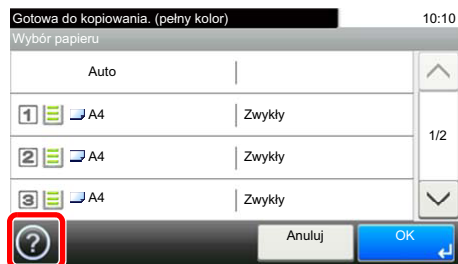 Gotowa do kopiowania. (pełny kolor) 10:10
Wybór papieru
Auto
1 A4 Zwykły
1/2
2 A4 Zwykły
3 A4 Zwykły
? Anuluj OK